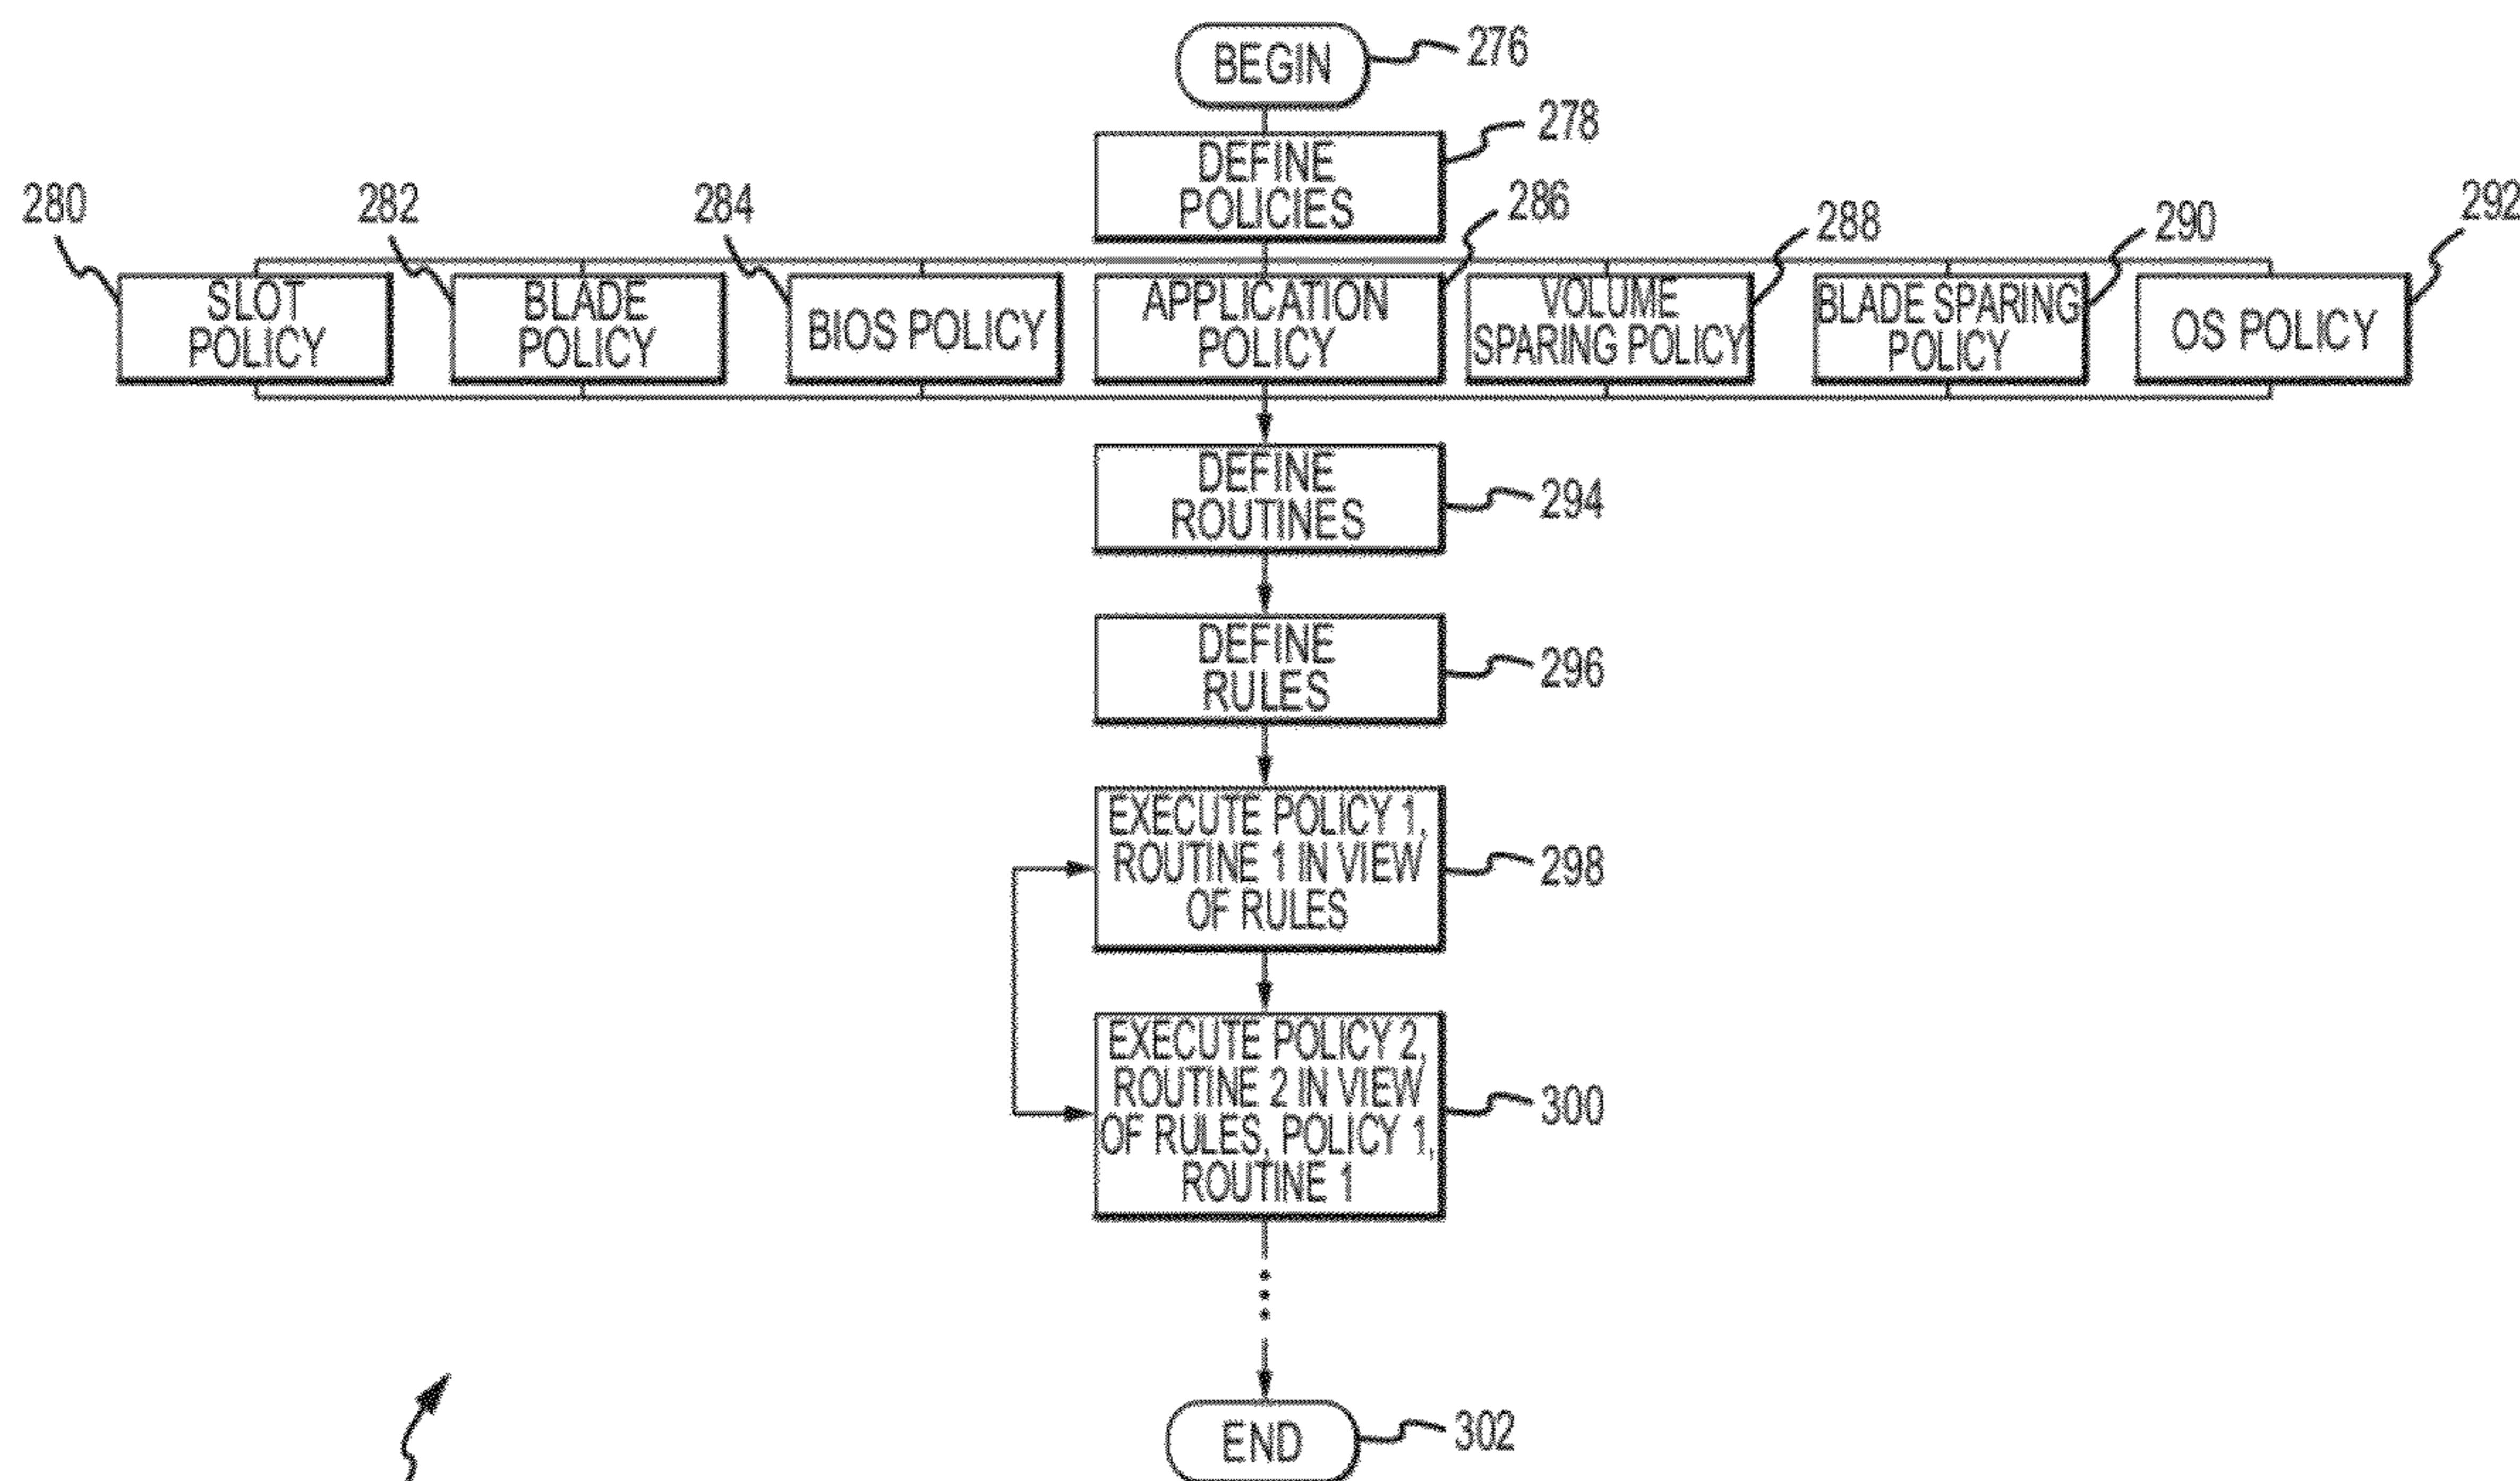 BEGIN
276
DEFINE
POLICIES
278
280
282
284
286
288
290
292
SLOT
POLICY
BLADE
POLICY
BIOS POLICY
APPLICATION
POLICY
VOLUME
SPARING POLICY
BLADE SPARING
POLICY
OS POLICY
DEFINE
ROUTINES
294
DEFINE
RULES
296
EXECUTE POLICY 1,
ROUTINE 1 IN VIEW
OF RULES
298
EXECUTE POLICY 2,
ROUTINE 2 IN VIEW
OF RULES, POLICY 1,
ROUTINE 1
300
END
302